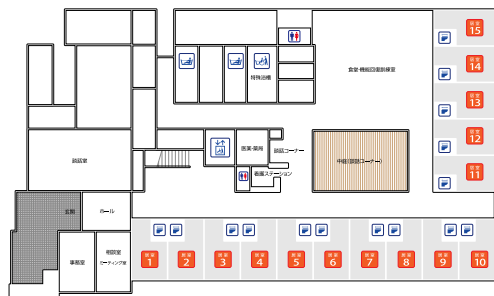 居室
15
居室
14
食堂・機能回復訓練室
特殊浴槽
居室
13
居室
12
医薬・薬局
談話コーナー
談話室
中庭(談話コーナー)
居室
11
看護ステーション
玄関
ホール
事務室
相談室
ミーティング室
居室
1
居室
2
居室
3
居室
4
居室
5
居室
6
居室
7
居室
8
居室
9
居室
10